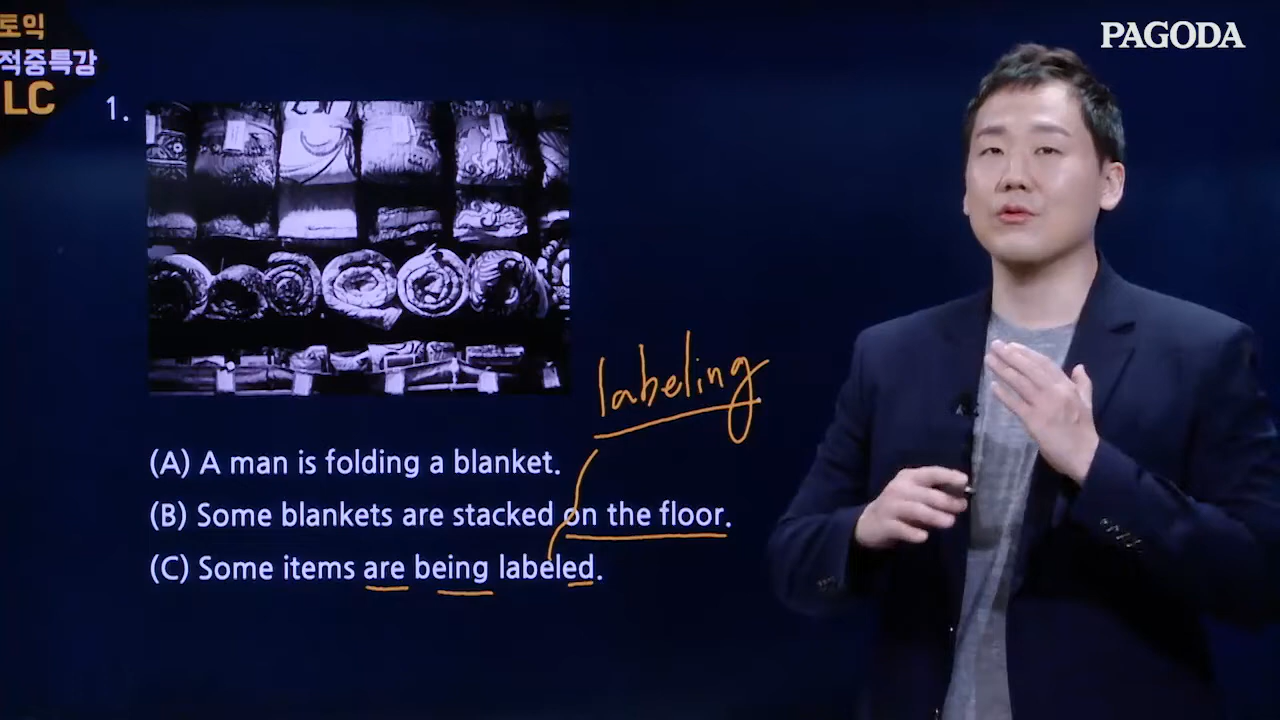 토익
적중특강
LC
PAGODA
1.
labeling
(A) A man is folding a blanket.
(B) Some blankets are stacked on the floor.
(C) Some items are being labeled.